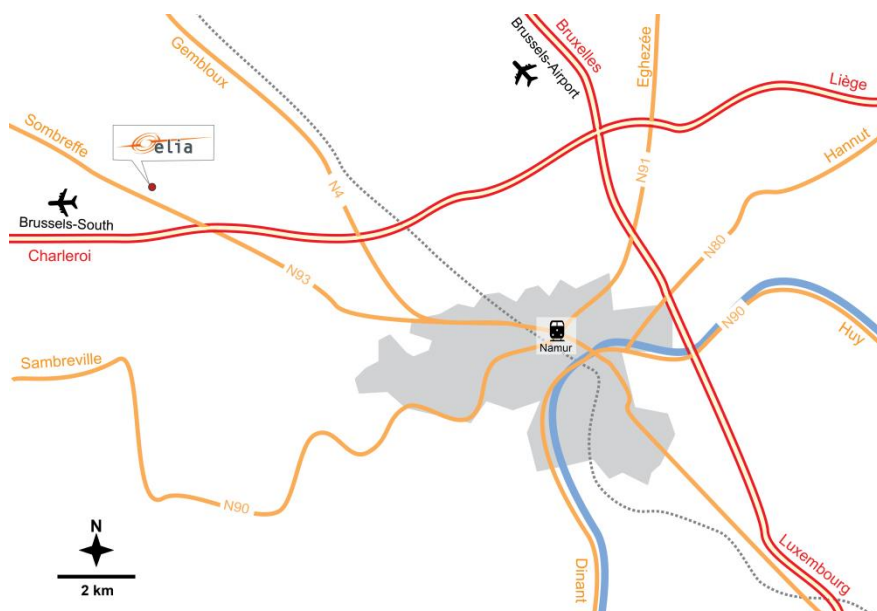 Gembloux
Bruxelles
Brussels-Airport
Eghezée
Liège
Sombreffe
elia
Hannut
N91
N4
Brussels-South
Charleroi
N80
N93
N90
Huy
Namur
Sambreville
N90
N
2 km
Dinant
Luxembourg